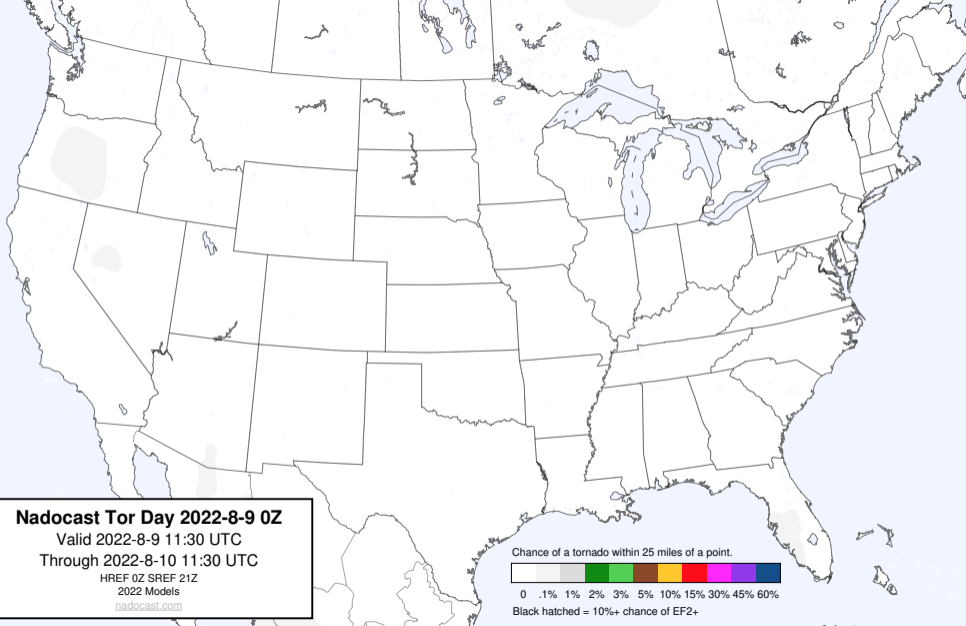 Nadocast Tor Day 2022-8-9 0Z
Valid 2022-8-9 11:30 UTC
Through 2022-8-10 11:30 UTC
HREF 0Z SREF 21Z
2022 Models
nadocast.com
Chance of a tornado within 25 miles of a point.
0 .1% 1% 2% 3% 5% 10% 15% 30% 45% 60%
Black hatched = 10%+ chance of EF2+